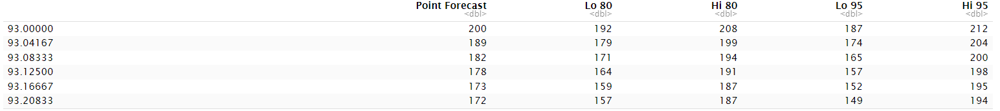 Point Forecast Lo 80 Hi 80 Lo 95 Hi 95
<dbl> <dbl> <dbl> <dbl> <dbl>
93.00000 200 192 208 187 212
93.04167 189 179 199 174 204
93.08333 182 171 194 165 200
93.12500 178 164 191 157 198
93.16667 173 159 187 152 195
93.20833 172 157 187 149 194